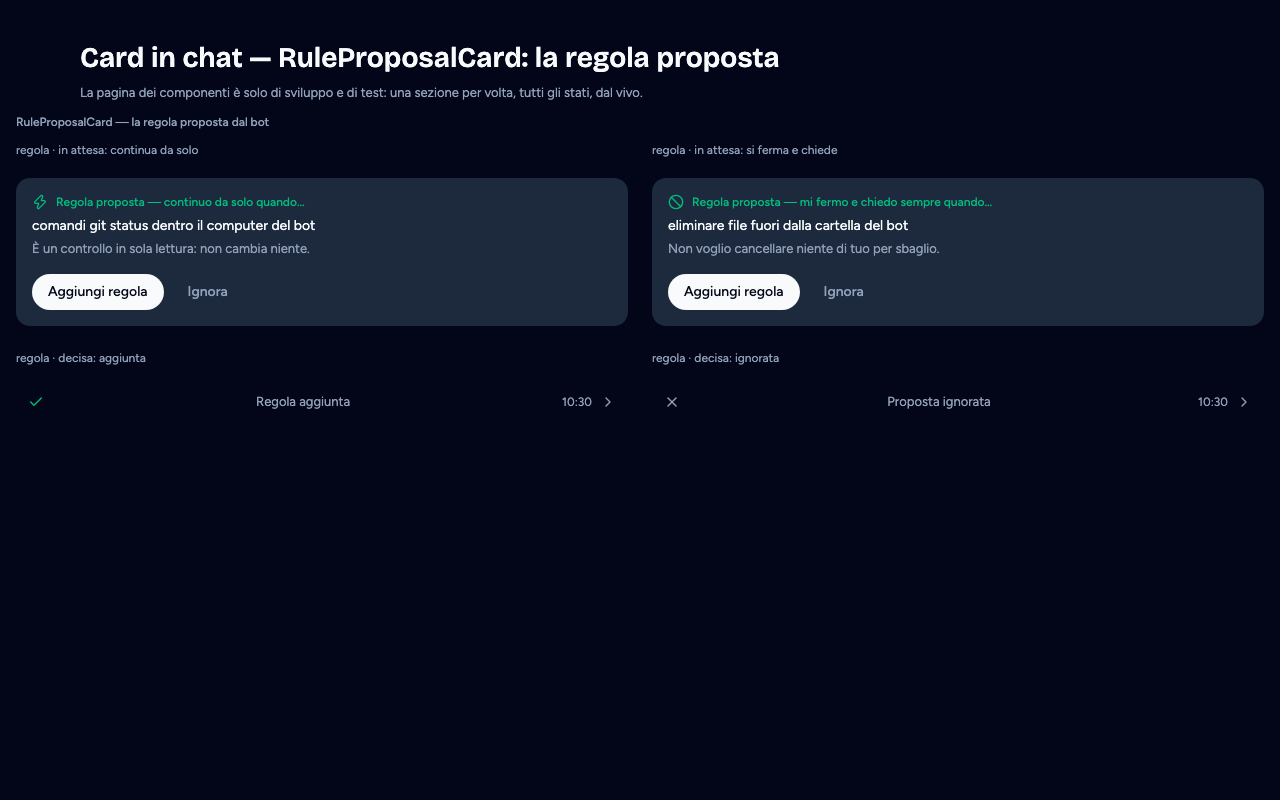 Card in chat — RuleProposalCard: la regola proposta
La pagina dei componenti è solo di sviluppo e di test: una sezione per volta, tutti gli stati, dal vivo.
RuleProposalCard — la regola proposta dal bot
regola · in attesa: continua da solo
Regola proposta — continuo da solo quando…
comandi git status dentro il computer del bot
È un controllo in sola lettura: non cambia niente.
Aggiungi regola Ignora
regola · in attesa: si ferma e chiede
Regola proposta — mi fermo e chiedo sempre quando…
eliminare file fuori dalla cartella del bot
Non voglio cancellare niente di tuo per sbaglio.
Aggiungi regola Ignora
regola · decisa: aggiunta
Regola aggiunta 10:30
regola · decisa: ignorata
Proposta ignorata 10:30